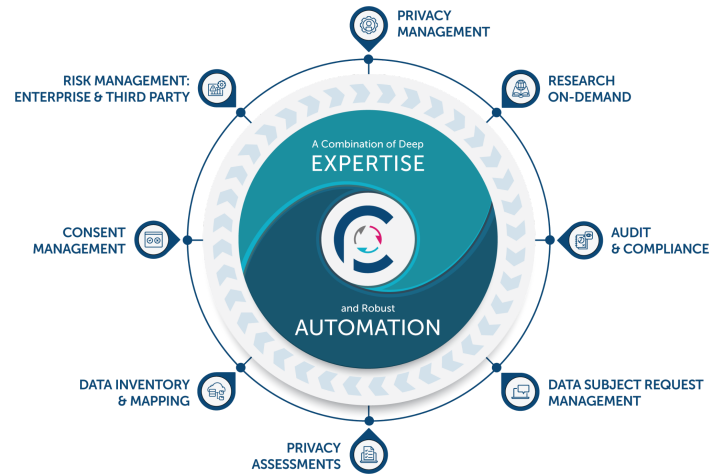 PRIVACY
MANAGEMENT
RESEARCH
ON-DEMAND
AUDIT
& COMPLIANCE
DATA SUBJECT REQUEST
MANAGEMENT
PRIVACY
ASSESSMENTS
DATA INVENTORY
& MAPPING
CONSENT
MANAGEMENT
RISK MANAGEMENT:
ENTERPRISE & THIRD PARTY
A Combination of Deep
EXPERTISE
PC
and Robust
AUTOMATION